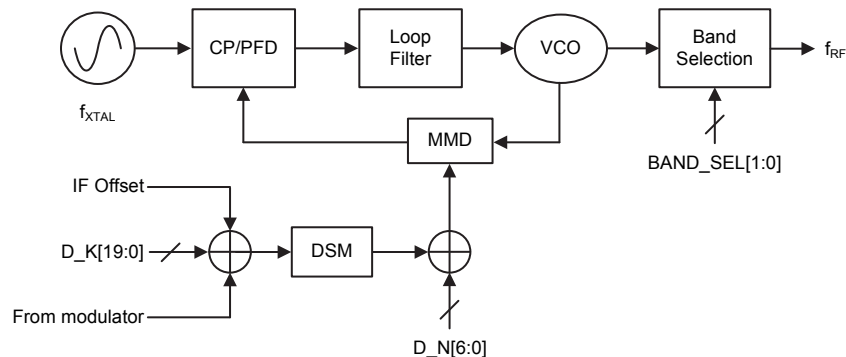 CP/PFD
Loop
Filter
VCO
Band
Selection
fRF
fXTAL
MMD
BAND_SEL[1:0]
IF Offset
D_K[19:0]
DSM
From modulator
D_N[6:0]